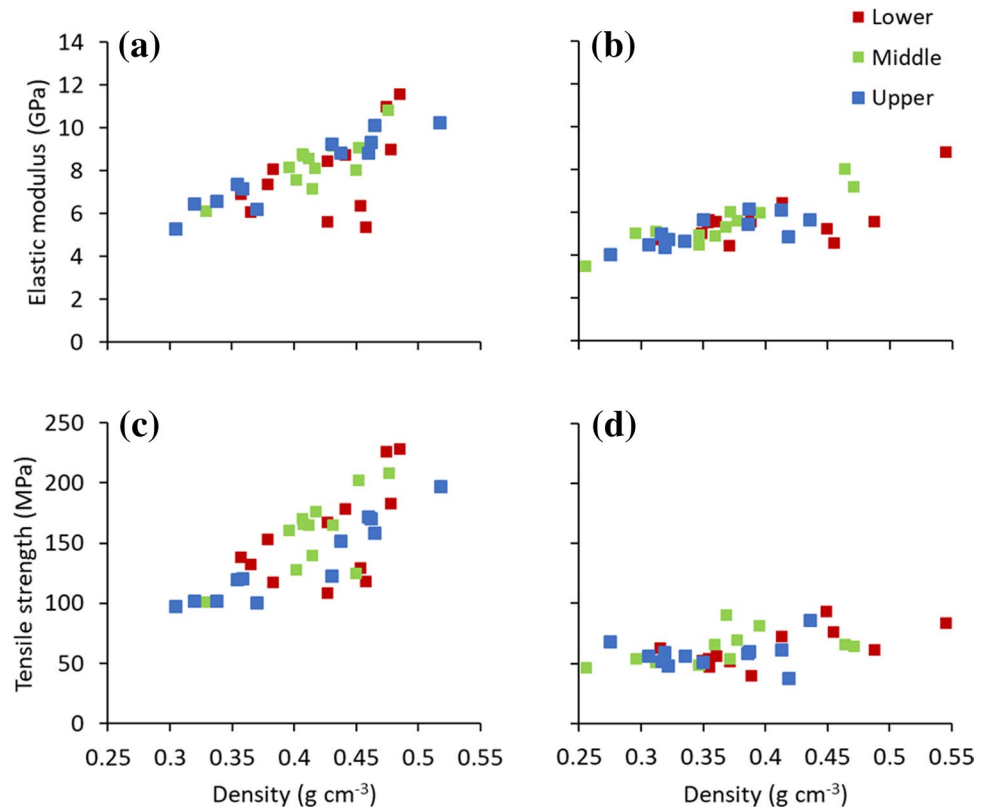 (a)
(b)
Lower
Middle
Upper
14
12
10
8
6
4
2
0
Elastic modulus (GPa)
(c)
(d)
250
200
150
100
50
0
Tensile strength (MPa)
0.25 0.3 0.35 0.4 0.45 0.5 0.55
0.25 0.3 0.35 0.4 0.45 0.5 0.55
Density (g cm⁻³)
Density (g cm⁻³)